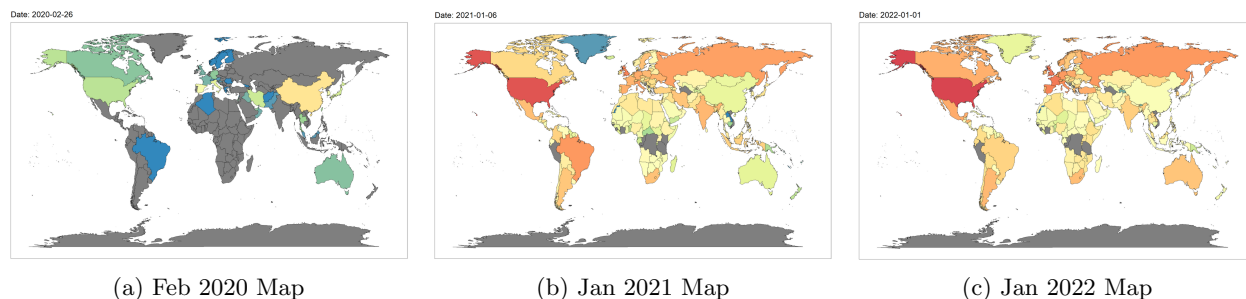 Date: 2020-02-26
Date: 2021-01-06
Date: 2022-01-01
(a) Feb 2020 Map
(b) Jan 2021 Map
(c) Jan 2022 Map